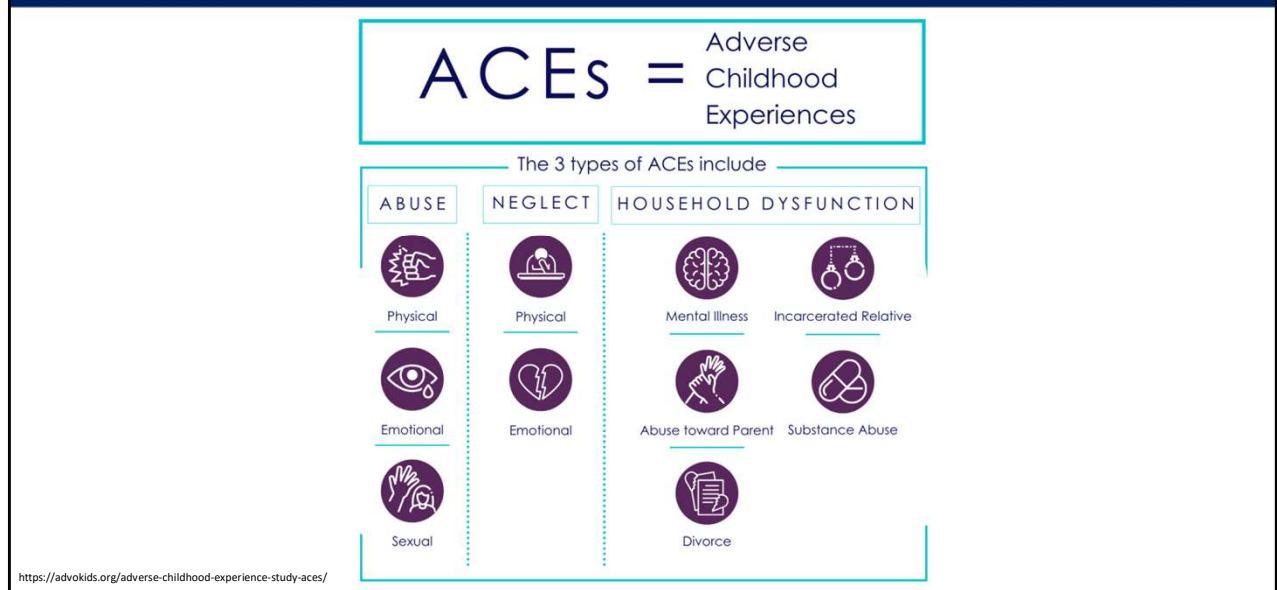 ACEs = Adverse
Childhood
Experiences
The 3 types of ACEs include
ABUSE
NEGLECT
HOUSEHOLD DYSFUNCTION
Physical
Physical
Mental Illness
Incarcerated Relative
Emotional
Emotional
Abuse toward Parent
Substance Abuse
Sexual
Divorce
https://advokids.org/adverse-childhood-experience-study-aces/